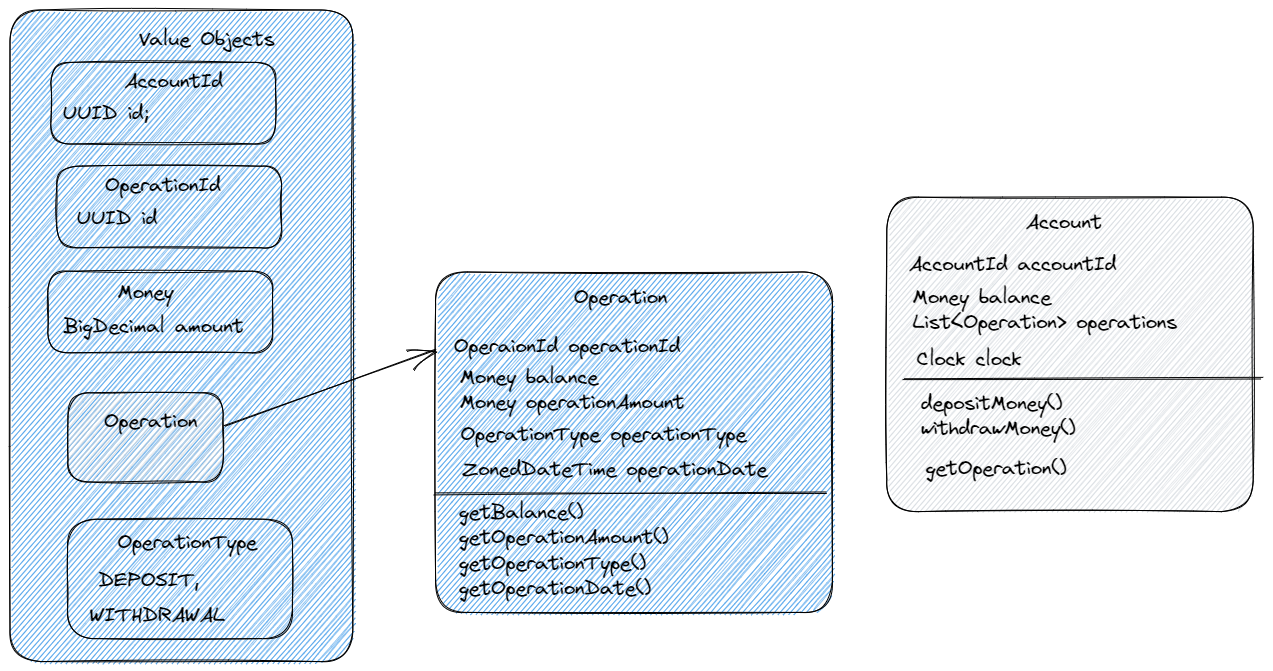 Value Objects
AccountId
UUID id;
OperationId
UUID id
Money
BigDecimal amount
Operation
OperationType
DEPOSIT,
WITHDRAWAL
Operation
OperaionId operationId
Money balance
Money operationAmount
OperationType operationType
ZonedDateTime operationDate
getBalance()
getOperationAmount()
getOperationType()
getOperationDate()
Account
AccountId accountId
Money balance
List<Operation> operations
Clock clock
depositMoney()
withdrawMoney()
getOperation()